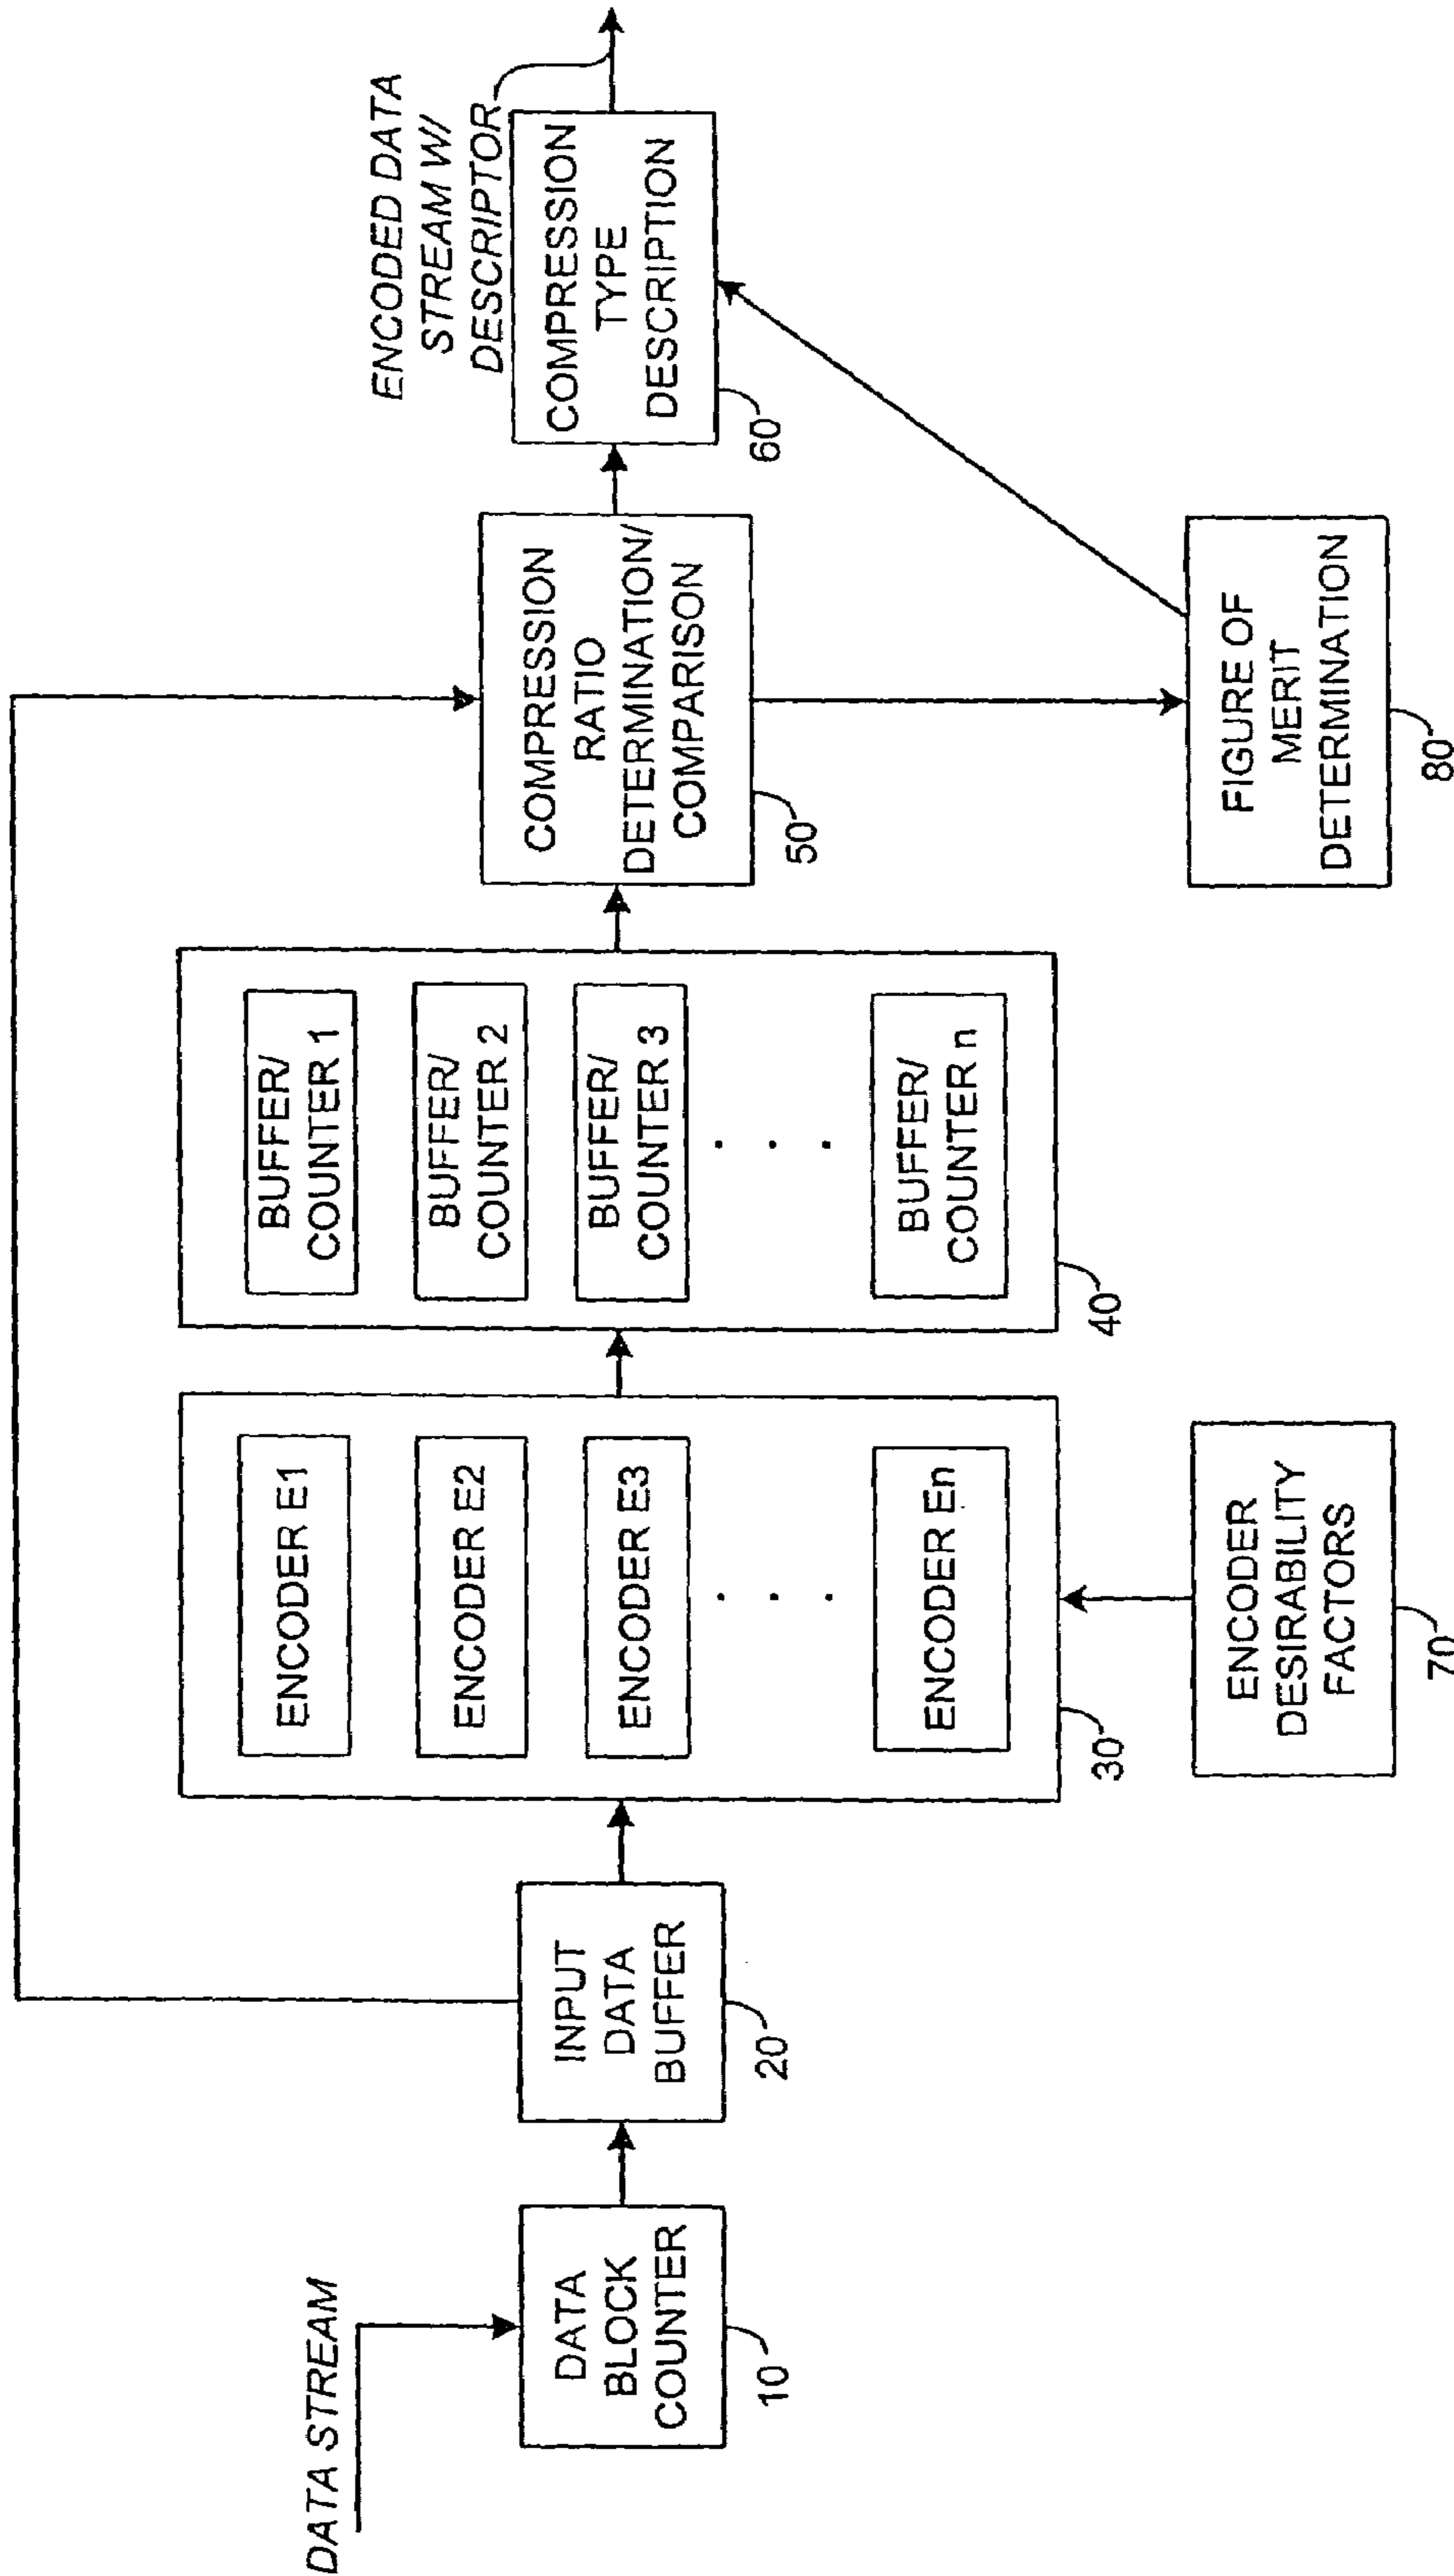 DATA STREAM
DATA
BLOCK
COUNTER
10
INPUT
DATA
BUFFER
20
ENCODER E1
ENCODER E2
ENCODER E3
. . .
ENCODER En
30
ENCODER
DESIRABILITY
FACTORS
70
BUFFER/
COUNTER 1
BUFFER/
COUNTER 2
BUFFER/
COUNTER 3
. . .
BUFFER/
COUNTER n
40
COMPRESSION
RATIO
DETERMINATION/
COMPARISON
50
FIGURE OF
MERIT
DETERMINATION
80
COMPRESSION
TYPE
DESCRIPTION
60
ENCODED DATA
STREAM W/
DESCRIPTOR